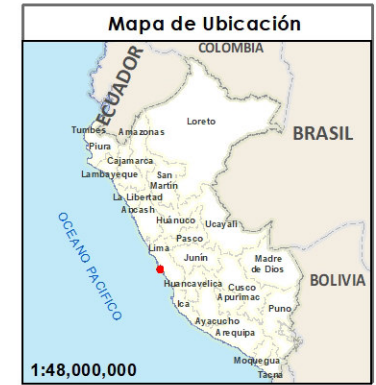 Mapa de Ubicación
COLOMBIA
ECUADOR
Loreto
Tumbes
Amazonas
BRASIL
Piura
Cajamarca
Lambayeque
San
Martin
La Libertad
Ancash
Huánuco
Ucayali
Pasco
OCEANO PACIFICO
Lima
Junín
Madre
de Dios
Huancavelica
Cusco
BOLIVIA
Apurimac
Ica
Puno
Ayacucho
Arequipa
Moquegua
1:48,000,000
Tacna